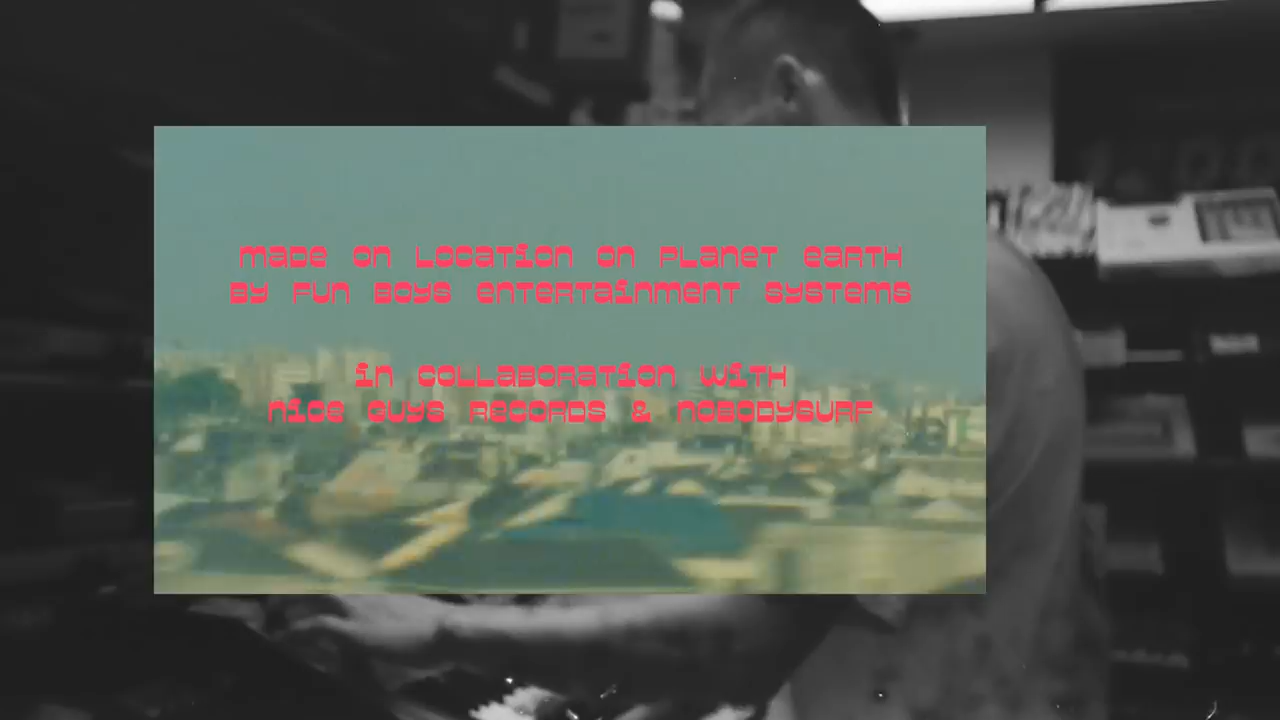 made on location on planet earth
by fun boys entertainment systems
in collaboration with
nice guys records & nobodysurf